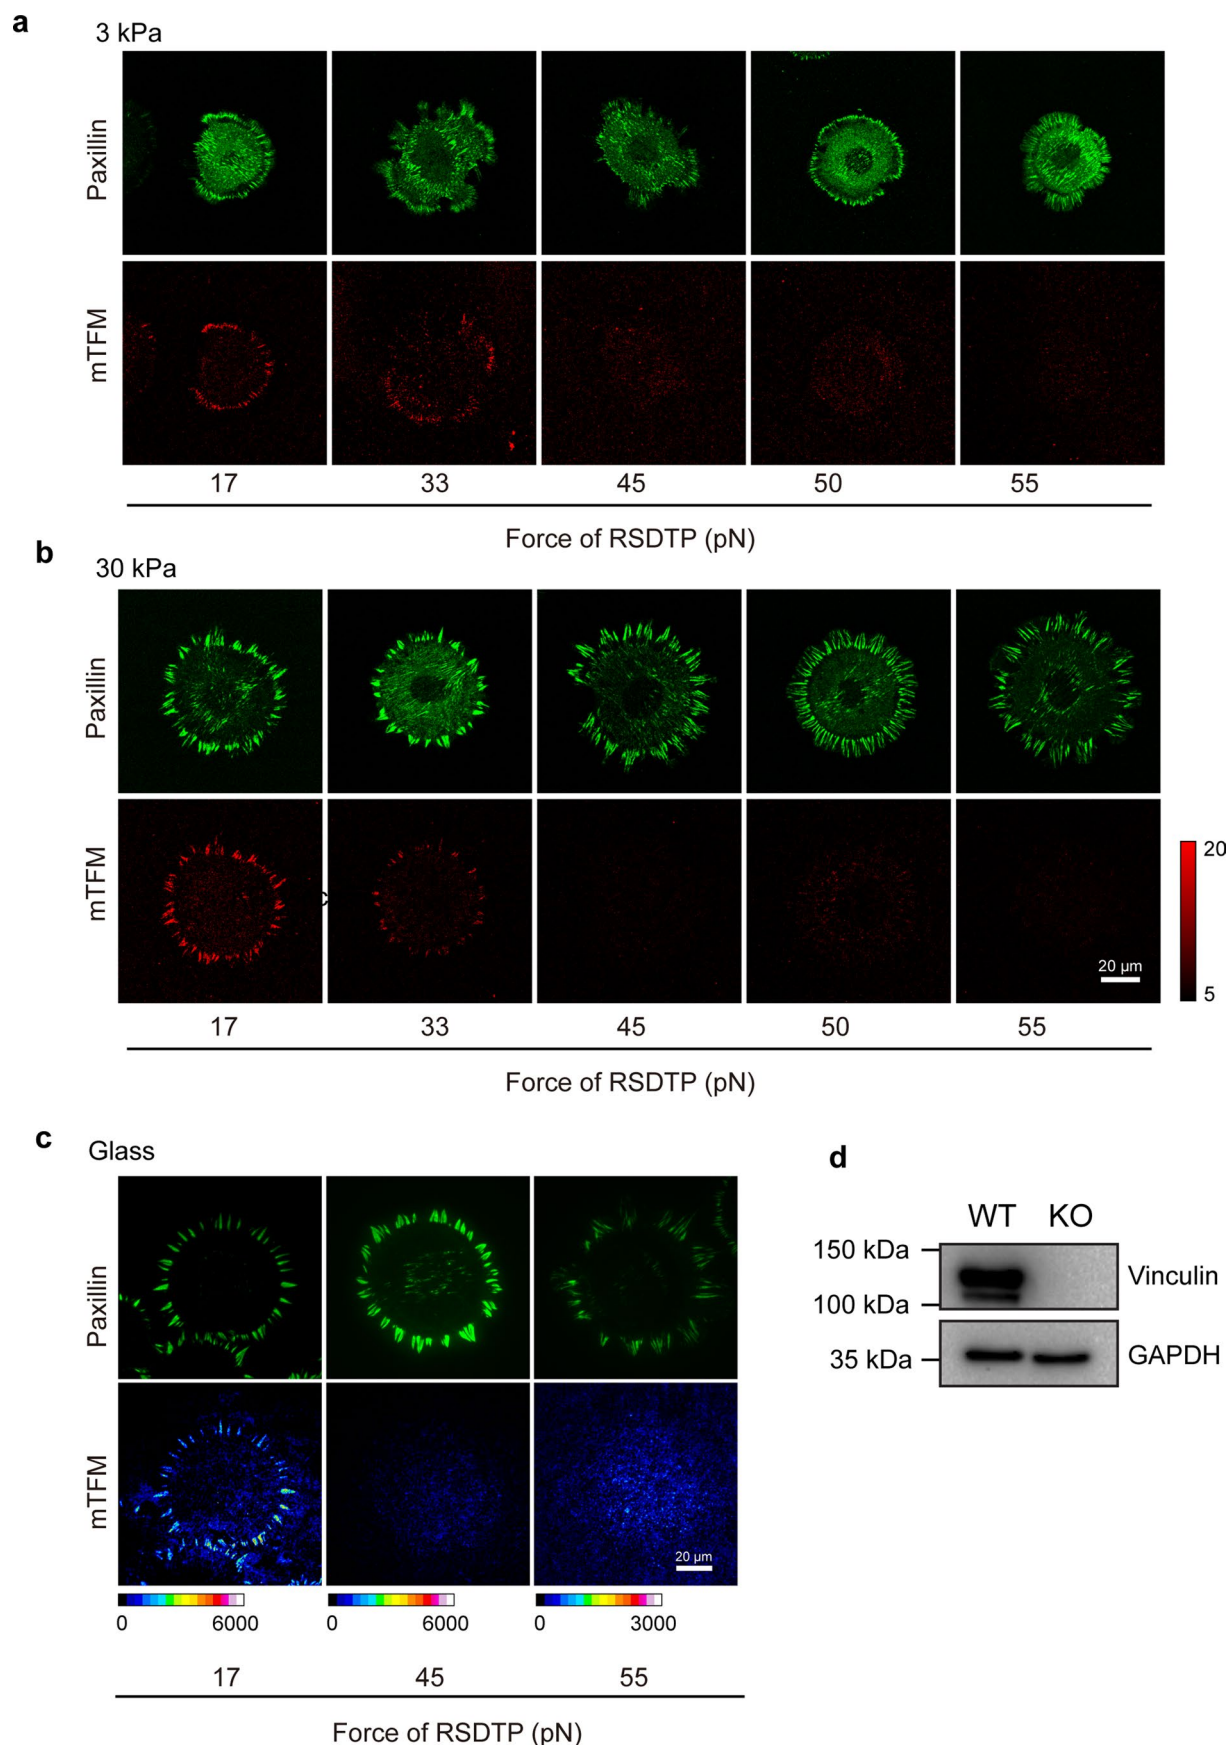 a
3 kPa
Paxillin
mTFM
17 33 45 50 55
Force of RSDTP (pN)
b
30 kPa
Paxillin
mTFM
c
20
5
20 µm
17 33 45 50 55
Force of RSDTP (pN)
c
Glass
Paxillin
mTFM
20 µm
0 6000 0 6000 0 3000
17 45 55
Force of RSDTP (pN)
d
WT KO
150 kDa
Vinculin
100 kDa
35 kDa
GAPDH